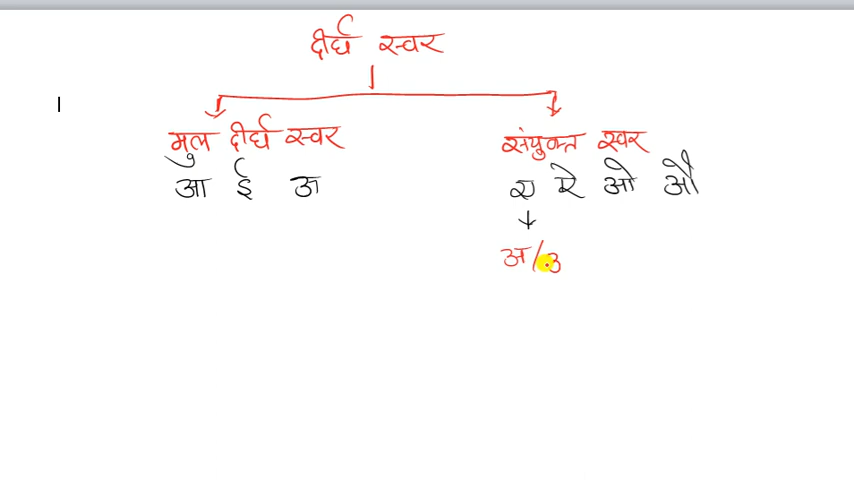 दीर्घ स्वर
मुल दीर्घ स्वर संयुक्त स्वर
आ ई ऊ ए ऐ ओ औ
अ/